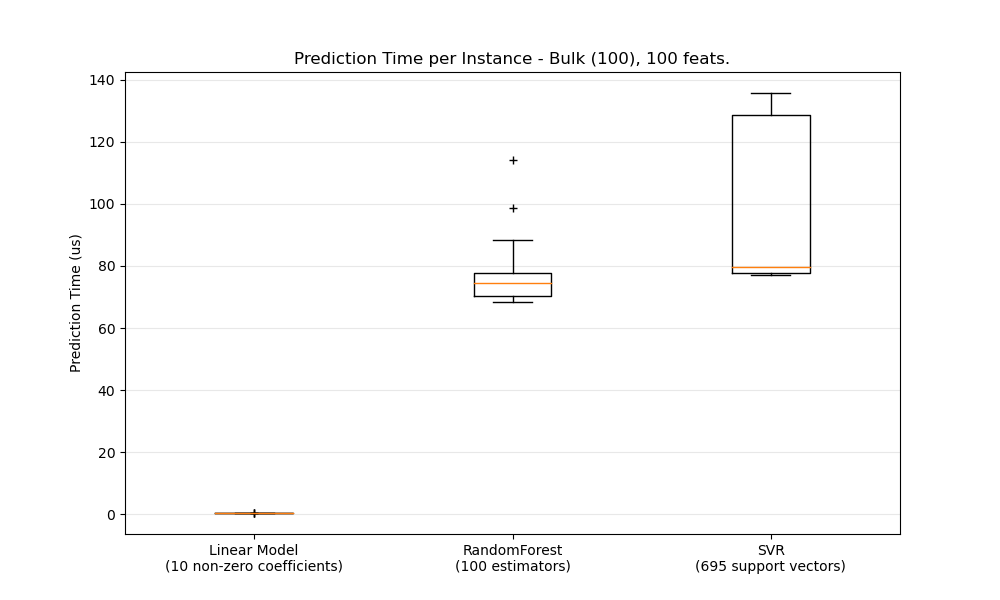 Prediction Time per Instance - Bulk (100), 100 feats.
140
120
100
80
60
40
20
0
Prediction Time (us)
Linear Model
(10 non-zero coefficients)
RandomForest
(100 estimators)
SVR
(695 support vectors)